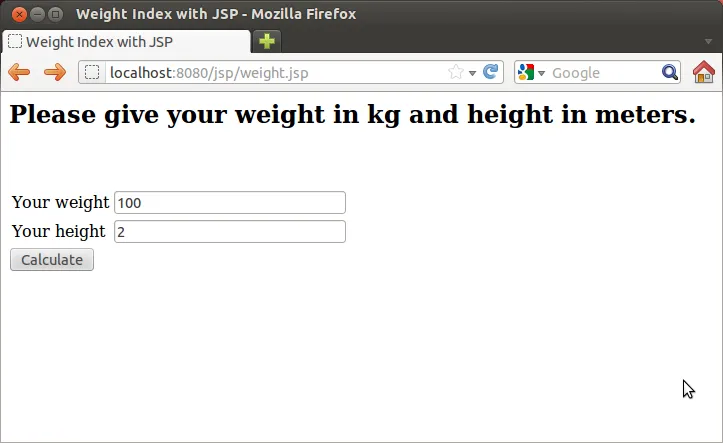 Weight Index with JSP - Mozilla Firefox
Weight Index with JSP
localhost:8080/jsp/weight.jsp
Google
Please give your weight in kg and height in meters.
Your weight 100
Your height 2
Calculate